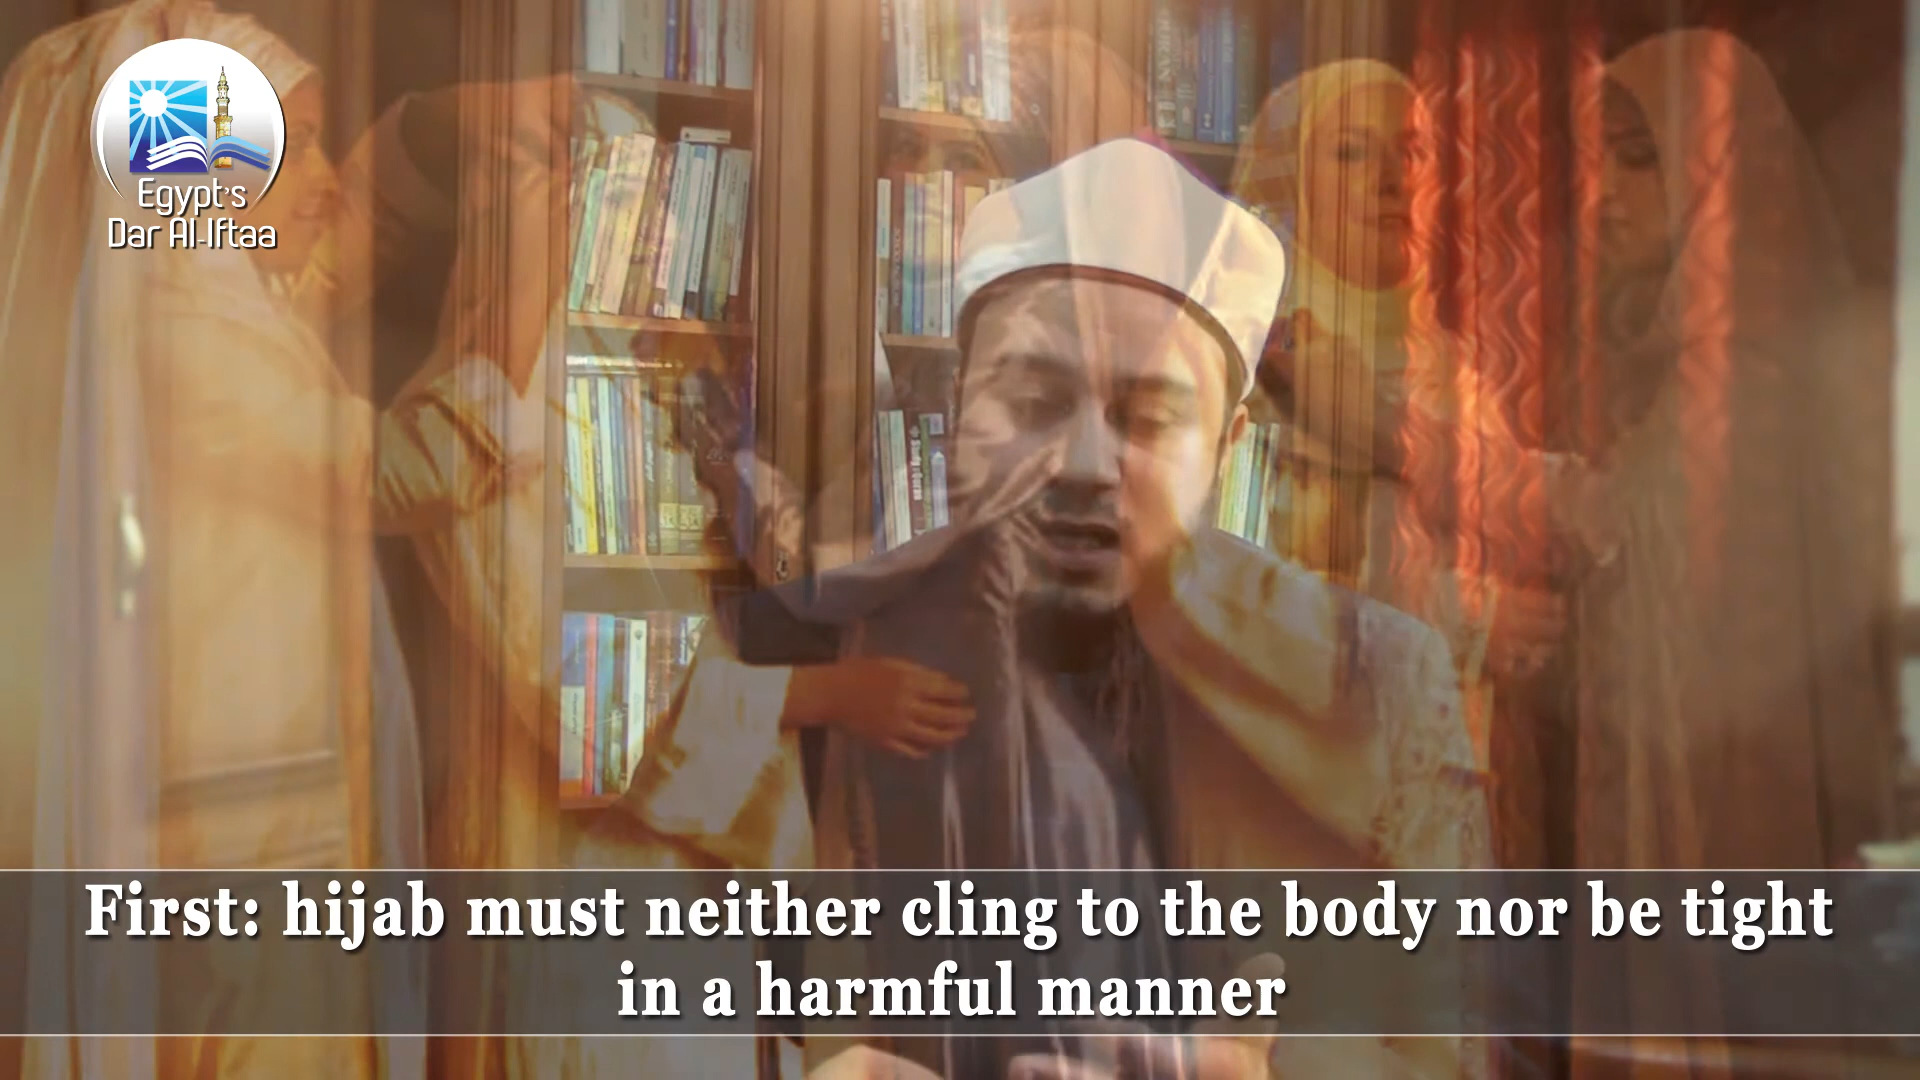 Egypt's
Dar Al-Iftaa
First: hijab must neither cling to the body nor be tight
in a harmful manner